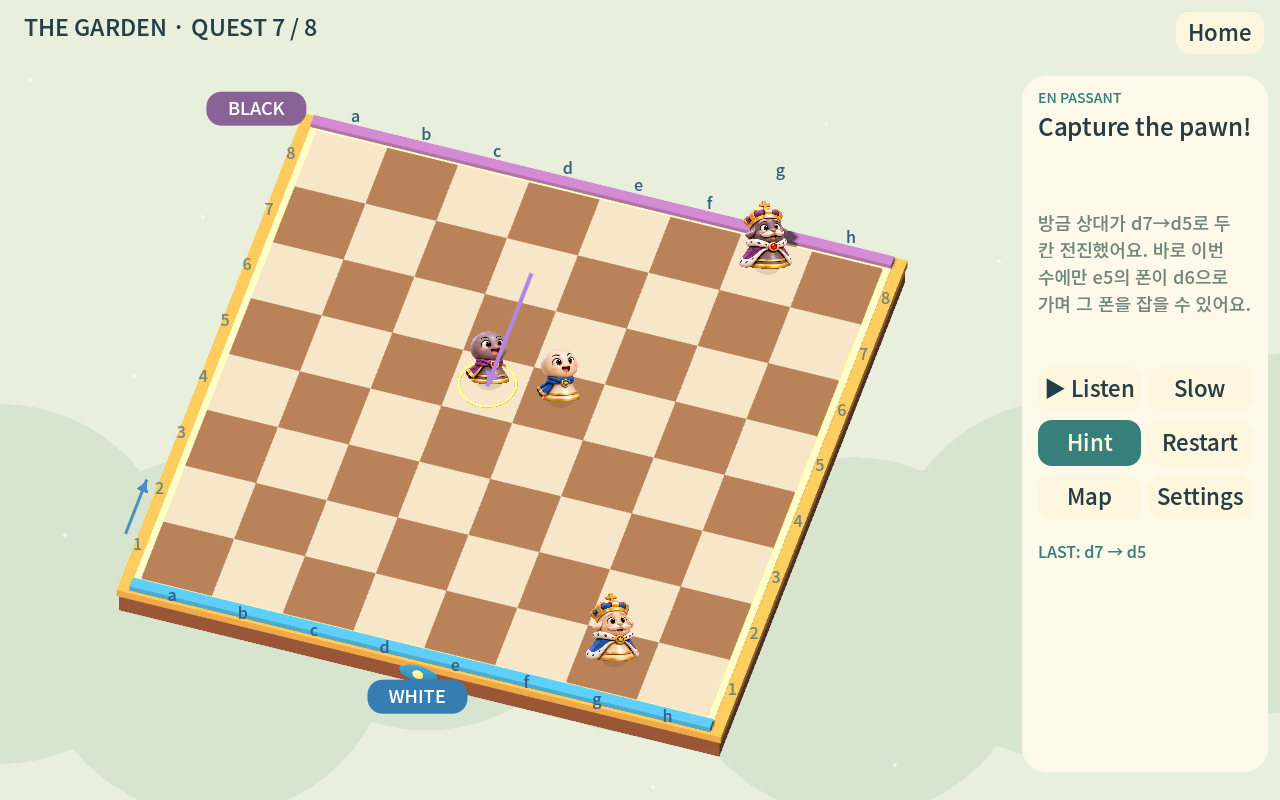 THE GARDEN · QUEST 7 / 8
Home
BLACK
a b c d e f g h
8 7 6 5 4 3 2 1
8 7 6 5 4 3 2 1
a b c d e f g h
WHITE
EN PASSANT
Capture the pawn!
방금 상대가 d7→d5로 두
칸 전진했어요. 바로 이번
수에만 e5의 폰이 d6으로
가며 그 폰을 잡을 수 있어요.
▶ Listen
Slow
Hint
Restart
Map
Settings
LAST: d7 → d5